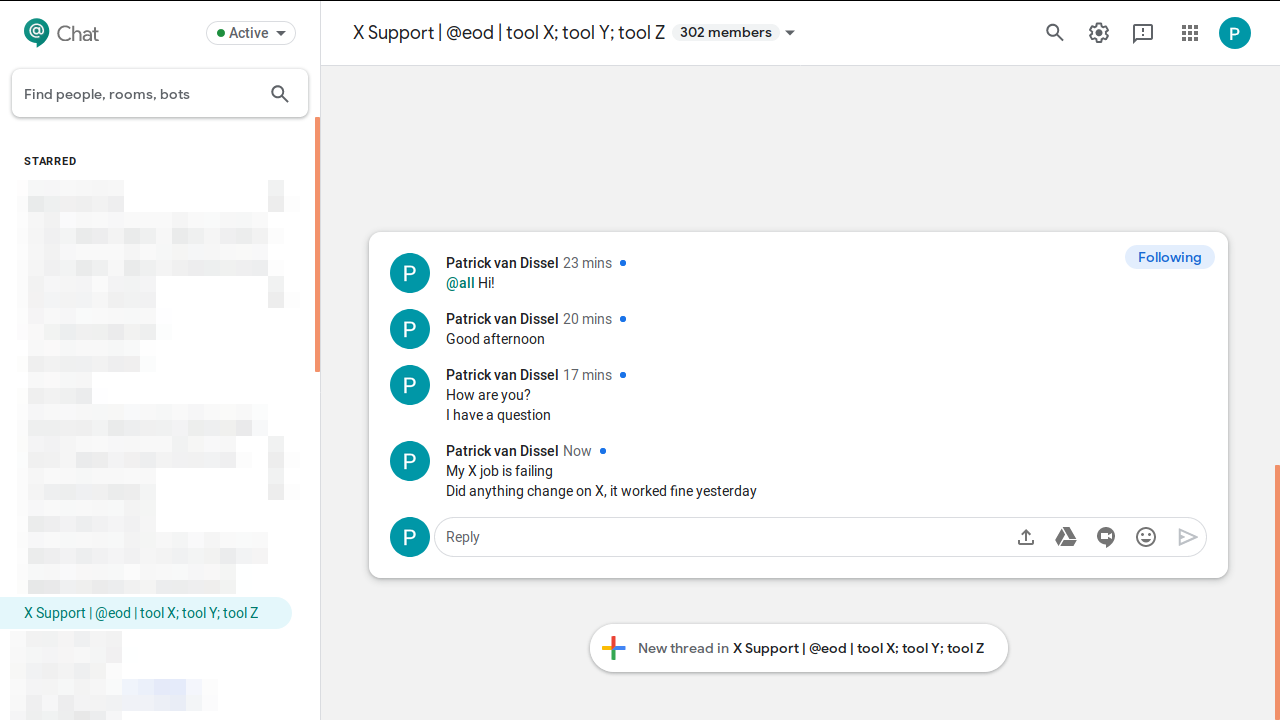 Chat
Active
Find people, rooms, bots
STARRED
X Support | @eod | tool X; tool Y; tool Z
X Support | @eod | tool X; tool Y; tool Z 302 members
P
Following
P
Patrick van Dissel 23 mins
@all Hi!
P
Patrick van Dissel 20 mins
Good afternoon
P
Patrick van Dissel 17 mins
How are you?
I have a question
P
Patrick van Dissel Now
My X job is failing
Did anything change on X, it worked fine yesterday
P
Reply
New thread in X Support | @eod | tool X; tool Y; tool Z